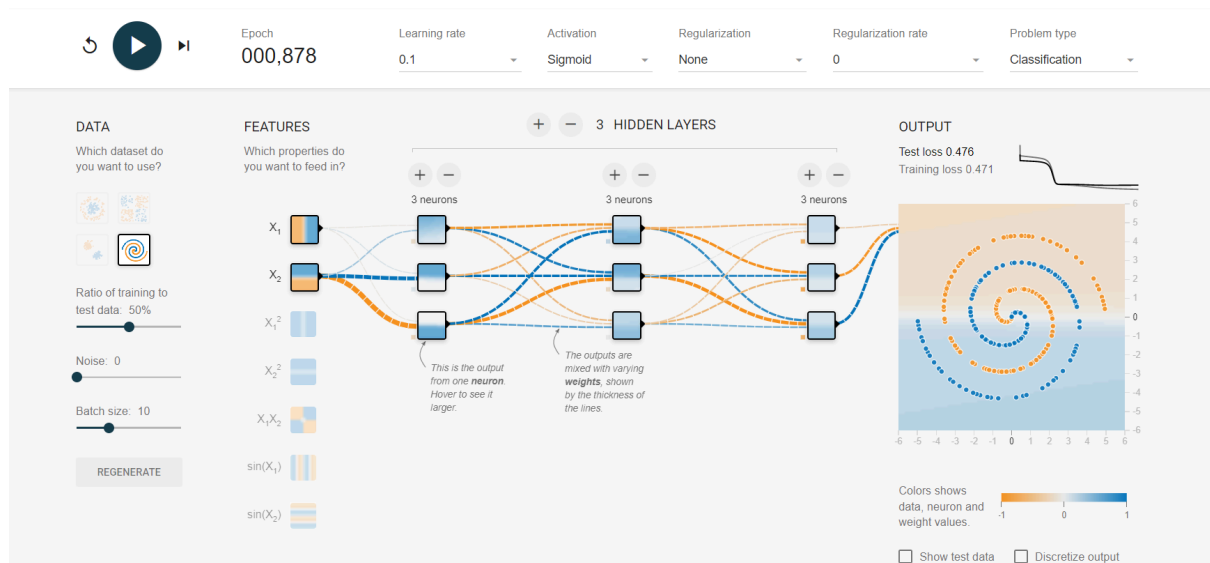 Epoch
000,878
Learning rate
0.1
Activation
Sigmoid
Regularization
None
Regularization rate
0
Problem type
Classification
DATA
Which dataset do
you want to use?
Ratio of training to
test data: 50%
Noise: 0
Batch size: 10
REGENERATE
FEATURES
Which properties do
you want to feed in?
X₁
X₂
X₁²
X₂²
X₁X₂
sin(X₁)
sin(X₂)
+ − 3 HIDDEN LAYERS
+ −
3 neurons
+ −
3 neurons
+ −
3 neurons
This is the output
from one neuron.
Hover to see it
larger.
The outputs are
mixed with varying
weights, shown
by the thickness of
the lines.
OUTPUT
Test loss 0.476
Training loss 0.471
6
5
4
3
2
1
0
-1
-2
-3
-4
-5
-6
-6 -5 -4 -3 -2 -1 0 1 2 3 4 5 6
Colors shows
data, neuron and
weight values.
-1 0 1
Show test data
Discretize output